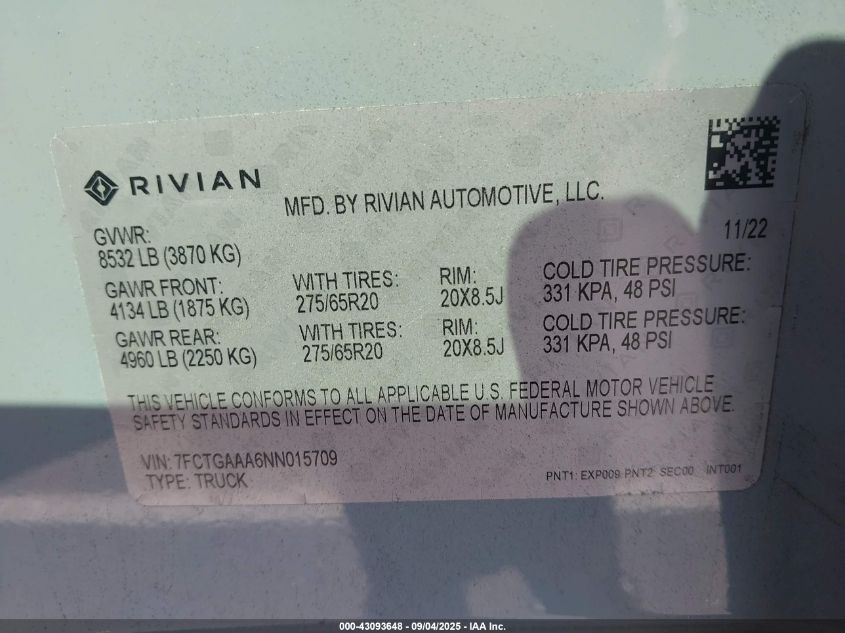 RIVIAN
MFD. BY RIVIAN AUTOMOTIVE, LLC.
11/22
GVWR:
8532 LB (3870 KG)
GAWR FRONT: WITH TIRES: RIM: COLD TIRE PRESSURE:
4134 LB (1875 KG) 275/65R20 20X8.5J 331 KPA, 48 PSI
GAWR REAR: WITH TIRES: RIM: COLD TIRE PRESSURE:
4960 LB (2250 KG) 275/65R20 20X8.5J 331 KPA, 48 PSI
THIS VEHICLE CONFORMS TO ALL APPLICABLE U.S. FEDERAL MOTOR VEHICLE
SAFETY STANDARDS IN EFFECT ON THE DATE OF MANUFACTURE SHOWN ABOVE.
VIN: 7FCTGAAA6NN015709
TYPE: TRUCK
PNT1: EXP009 PNT2: SEC00 INT001
000-43093648 - 09/04/2025 - IAA Inc.